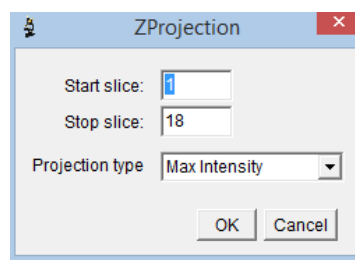 ZProjection
Start slice: 1
Stop slice: 18
Projection type Max Intensity
OK Cancel